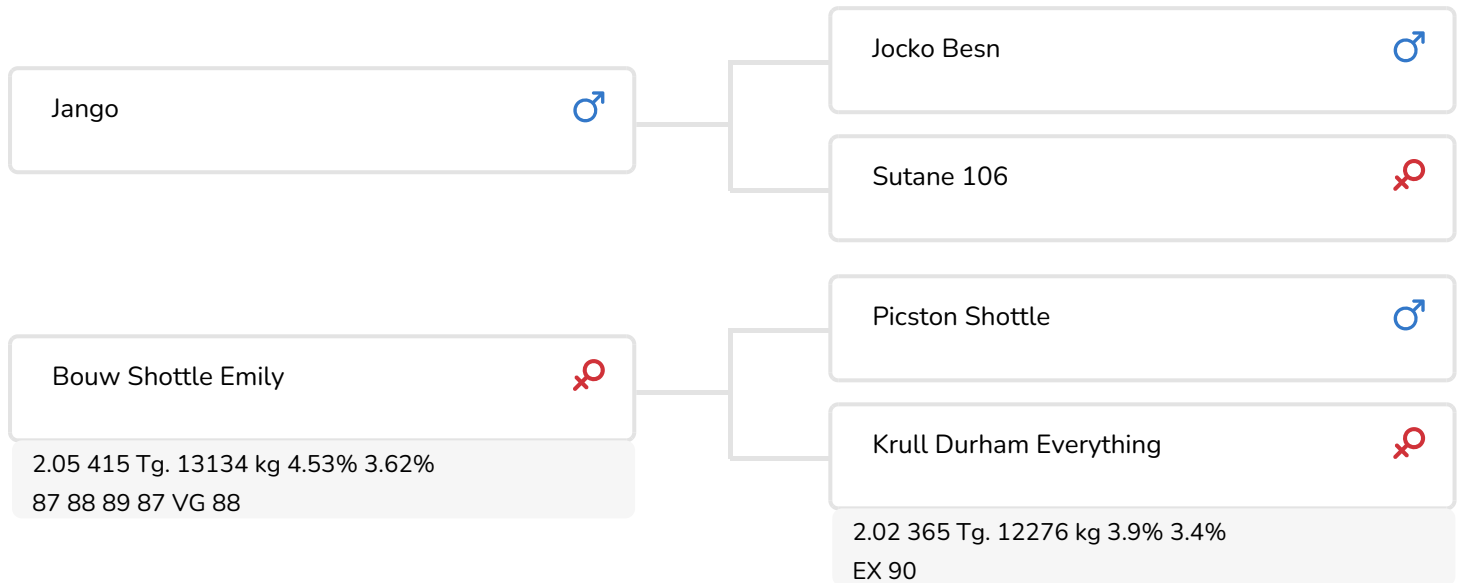 Jango
Jocko Besn
Sutane 106
Bouw Shottle Emily
2.05 415 Tg. 13134 kg 4.53% 3.62%
87 88 89 87 VG 88
Picston Shottle
Krull Durham Everything
2.02 365 Tg. 12276 kg 3.9% 3.4%
EX 90